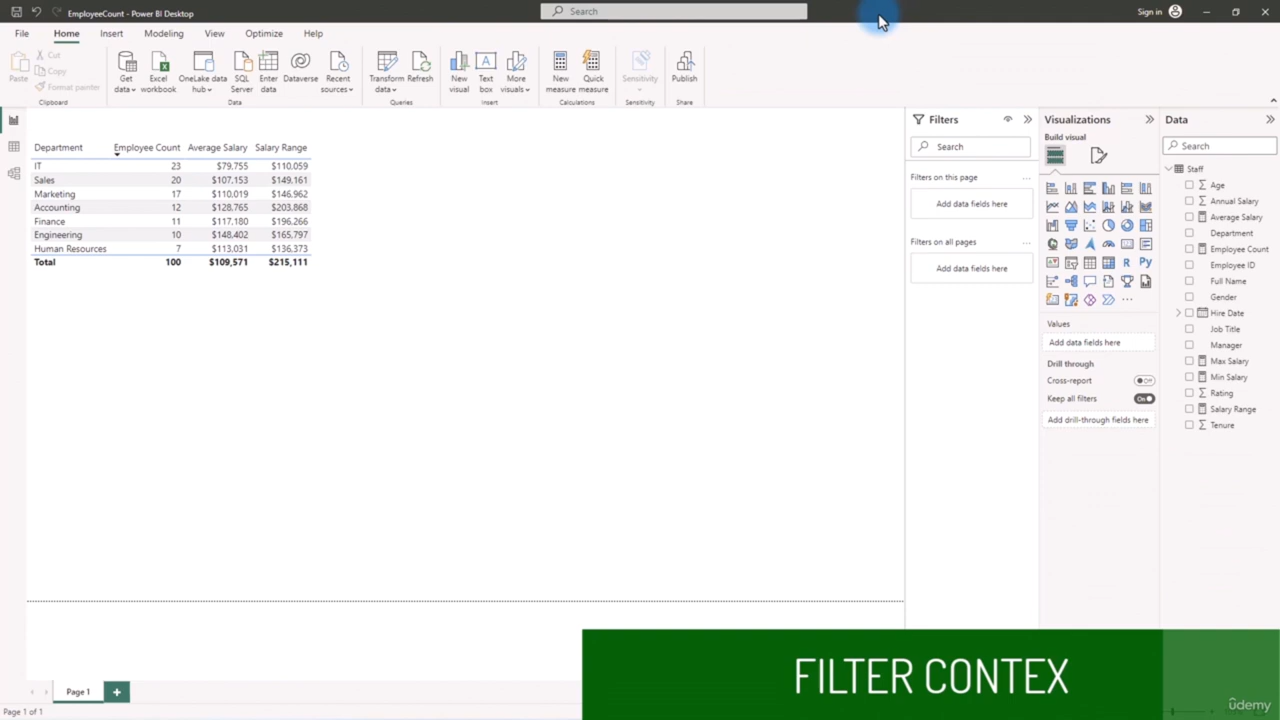 EmployeeCount - Power BI Desktop
Search
Sign in
File Home Insert Modeling View Optimize Help
Paste
Cut
Copy
Format painter
Clipboard
Get data
Excel workbook
OneLake data hub
SQL Server
Enter data
Dataverse
Recent sources
Data
Transform data
Refresh
Queries
New visual
Text box
More visuals
Insert
New measure
Quick measure
Calculations
Sensitivity
Sensitivity
Publish
Share
Department Employee Count Average Salary Salary Range
IT 23 $79,755 $110,059
Sales 20 $107,153 $149,161
Marketing 17 $110,019 $146,962
Accounting 12 $128,765 $203,868
Finance 11 $117,180 $196,266
Engineering 10 $148,402 $165,797
Human Resources 7 $113,031 $136,373
Total 100 $109,571 $215,111
Filters
Search
Filters on this page ...
Add data fields here
Filters on all pages ...
Add data fields here
Visualizations
Build visual
R Py
Values
Add data fields here
Drill through
Cross-report Off
Keep all filters On
Add drill-through fields here
Data
Search
Staff
Age
Annual Salary
Average Salary
Department
Employee Count
Employee ID
Full Name
Gender
Hire Date
Job Title
Manager
Max Salary
Min Salary
Rating
Salary Range
Tenure
FILTER CONTEX
Page 1
Page 1 of 1
ûdemy